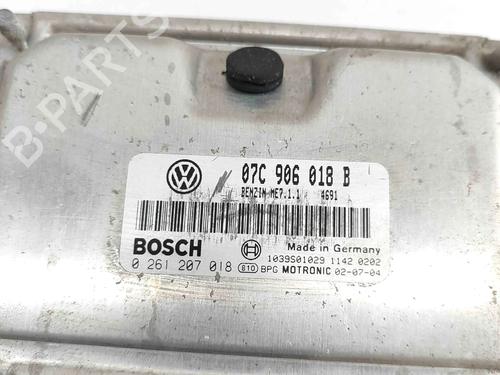 B-PARTS
07C 906 018 B
BENZIN ME7.1.1 4691
BOSCH
Made in Germany
0 261 207 018
1039S01029 1142 0202
B10 BPG MOTRONIC 02-07-04